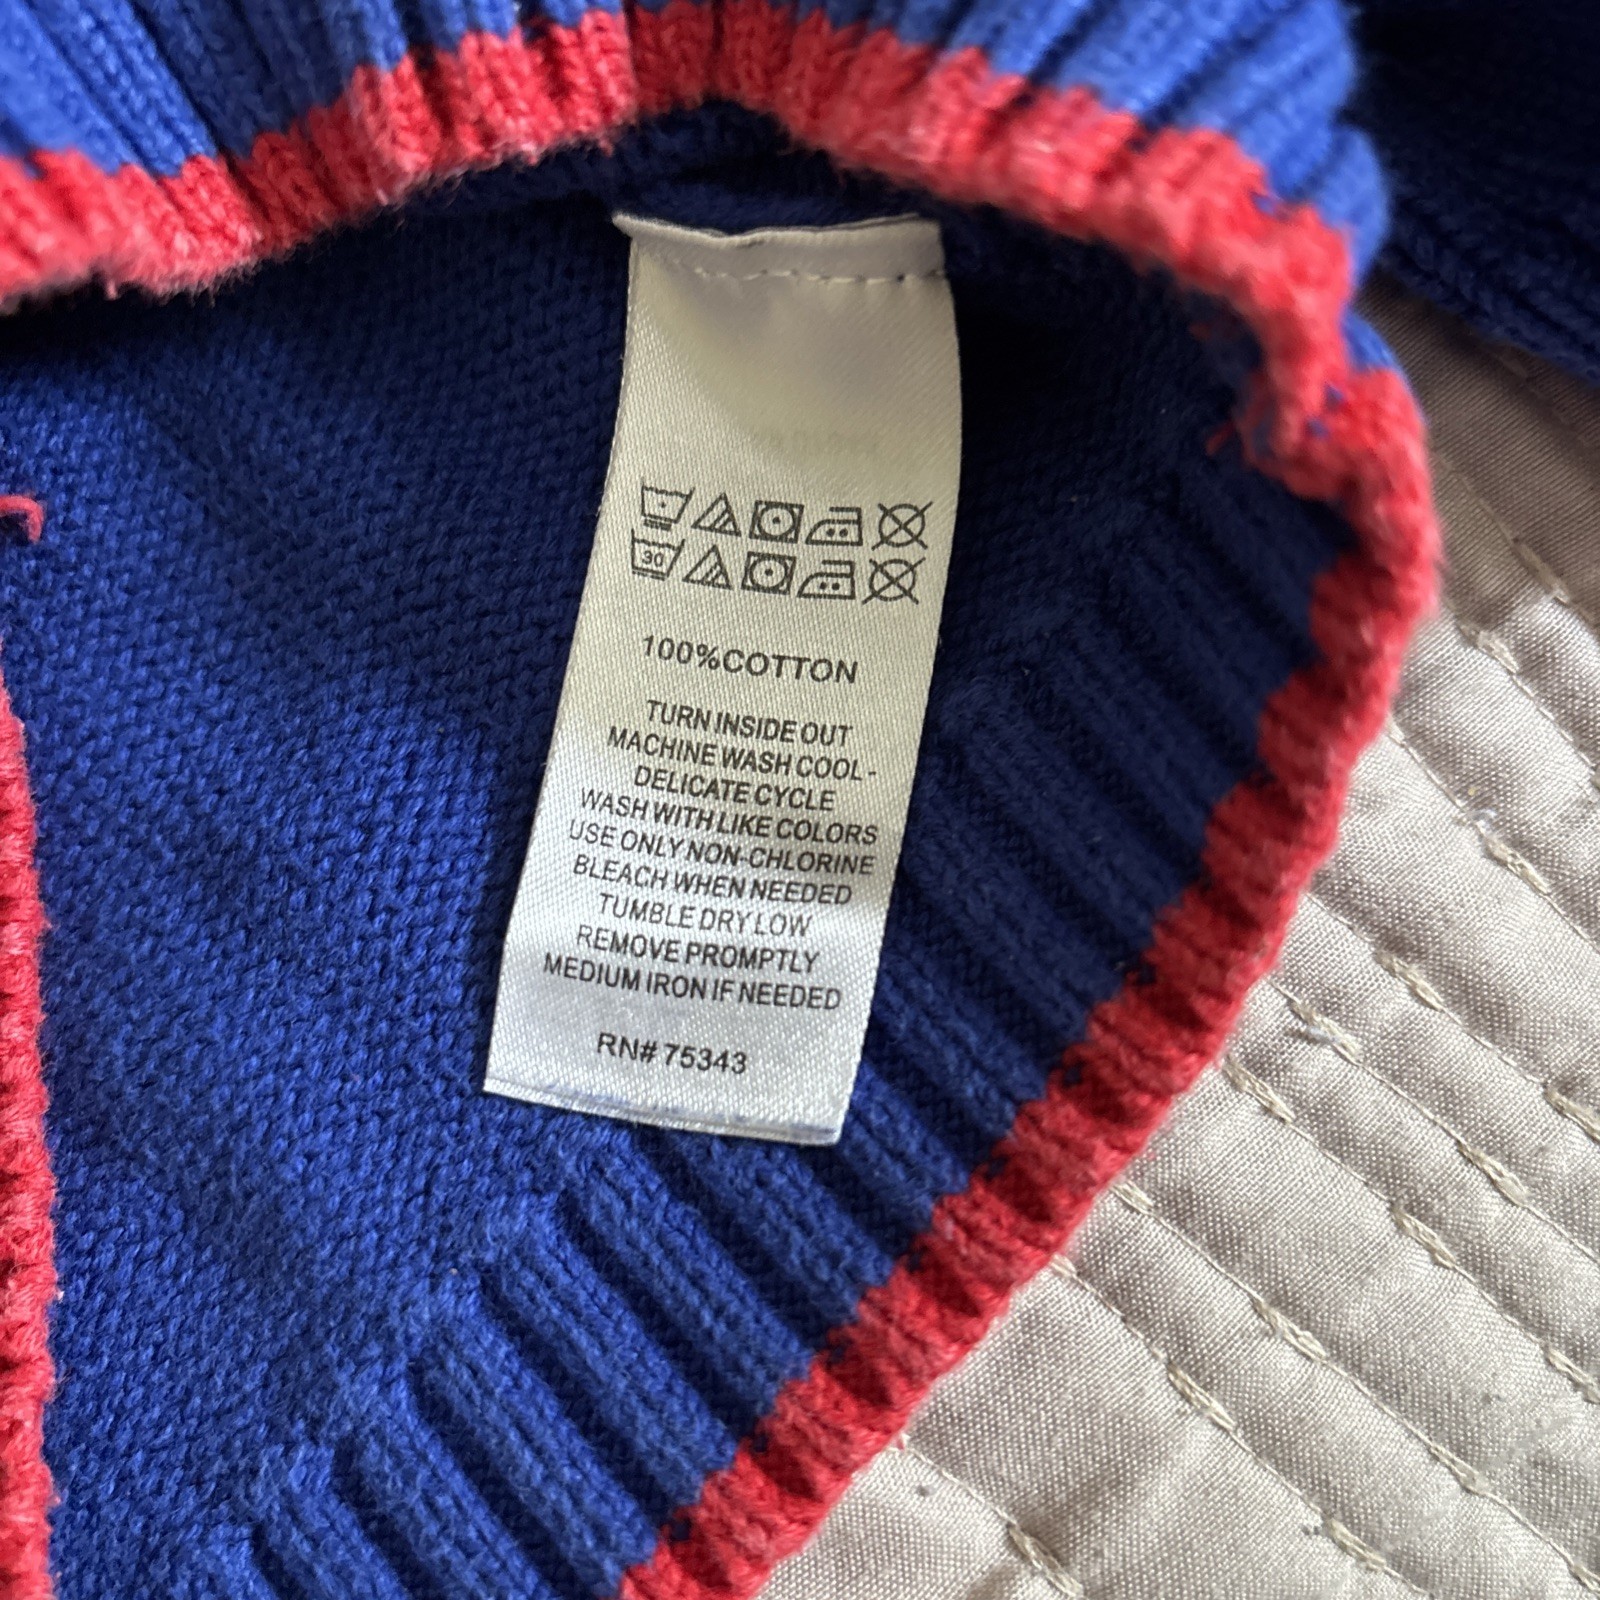 30
100%COTTON
TURN INSIDE OUT
MACHINE WASH COOL-
DELICATE CYCLE
WASH WITH LIKE COLORS
USE ONLY NON-CHLORINE
BLEACH WHEN NEEDED
TUMBLE DRY LOW
REMOVE PROMPTLY
MEDIUM IRON IF NEEDED
RN# 75343